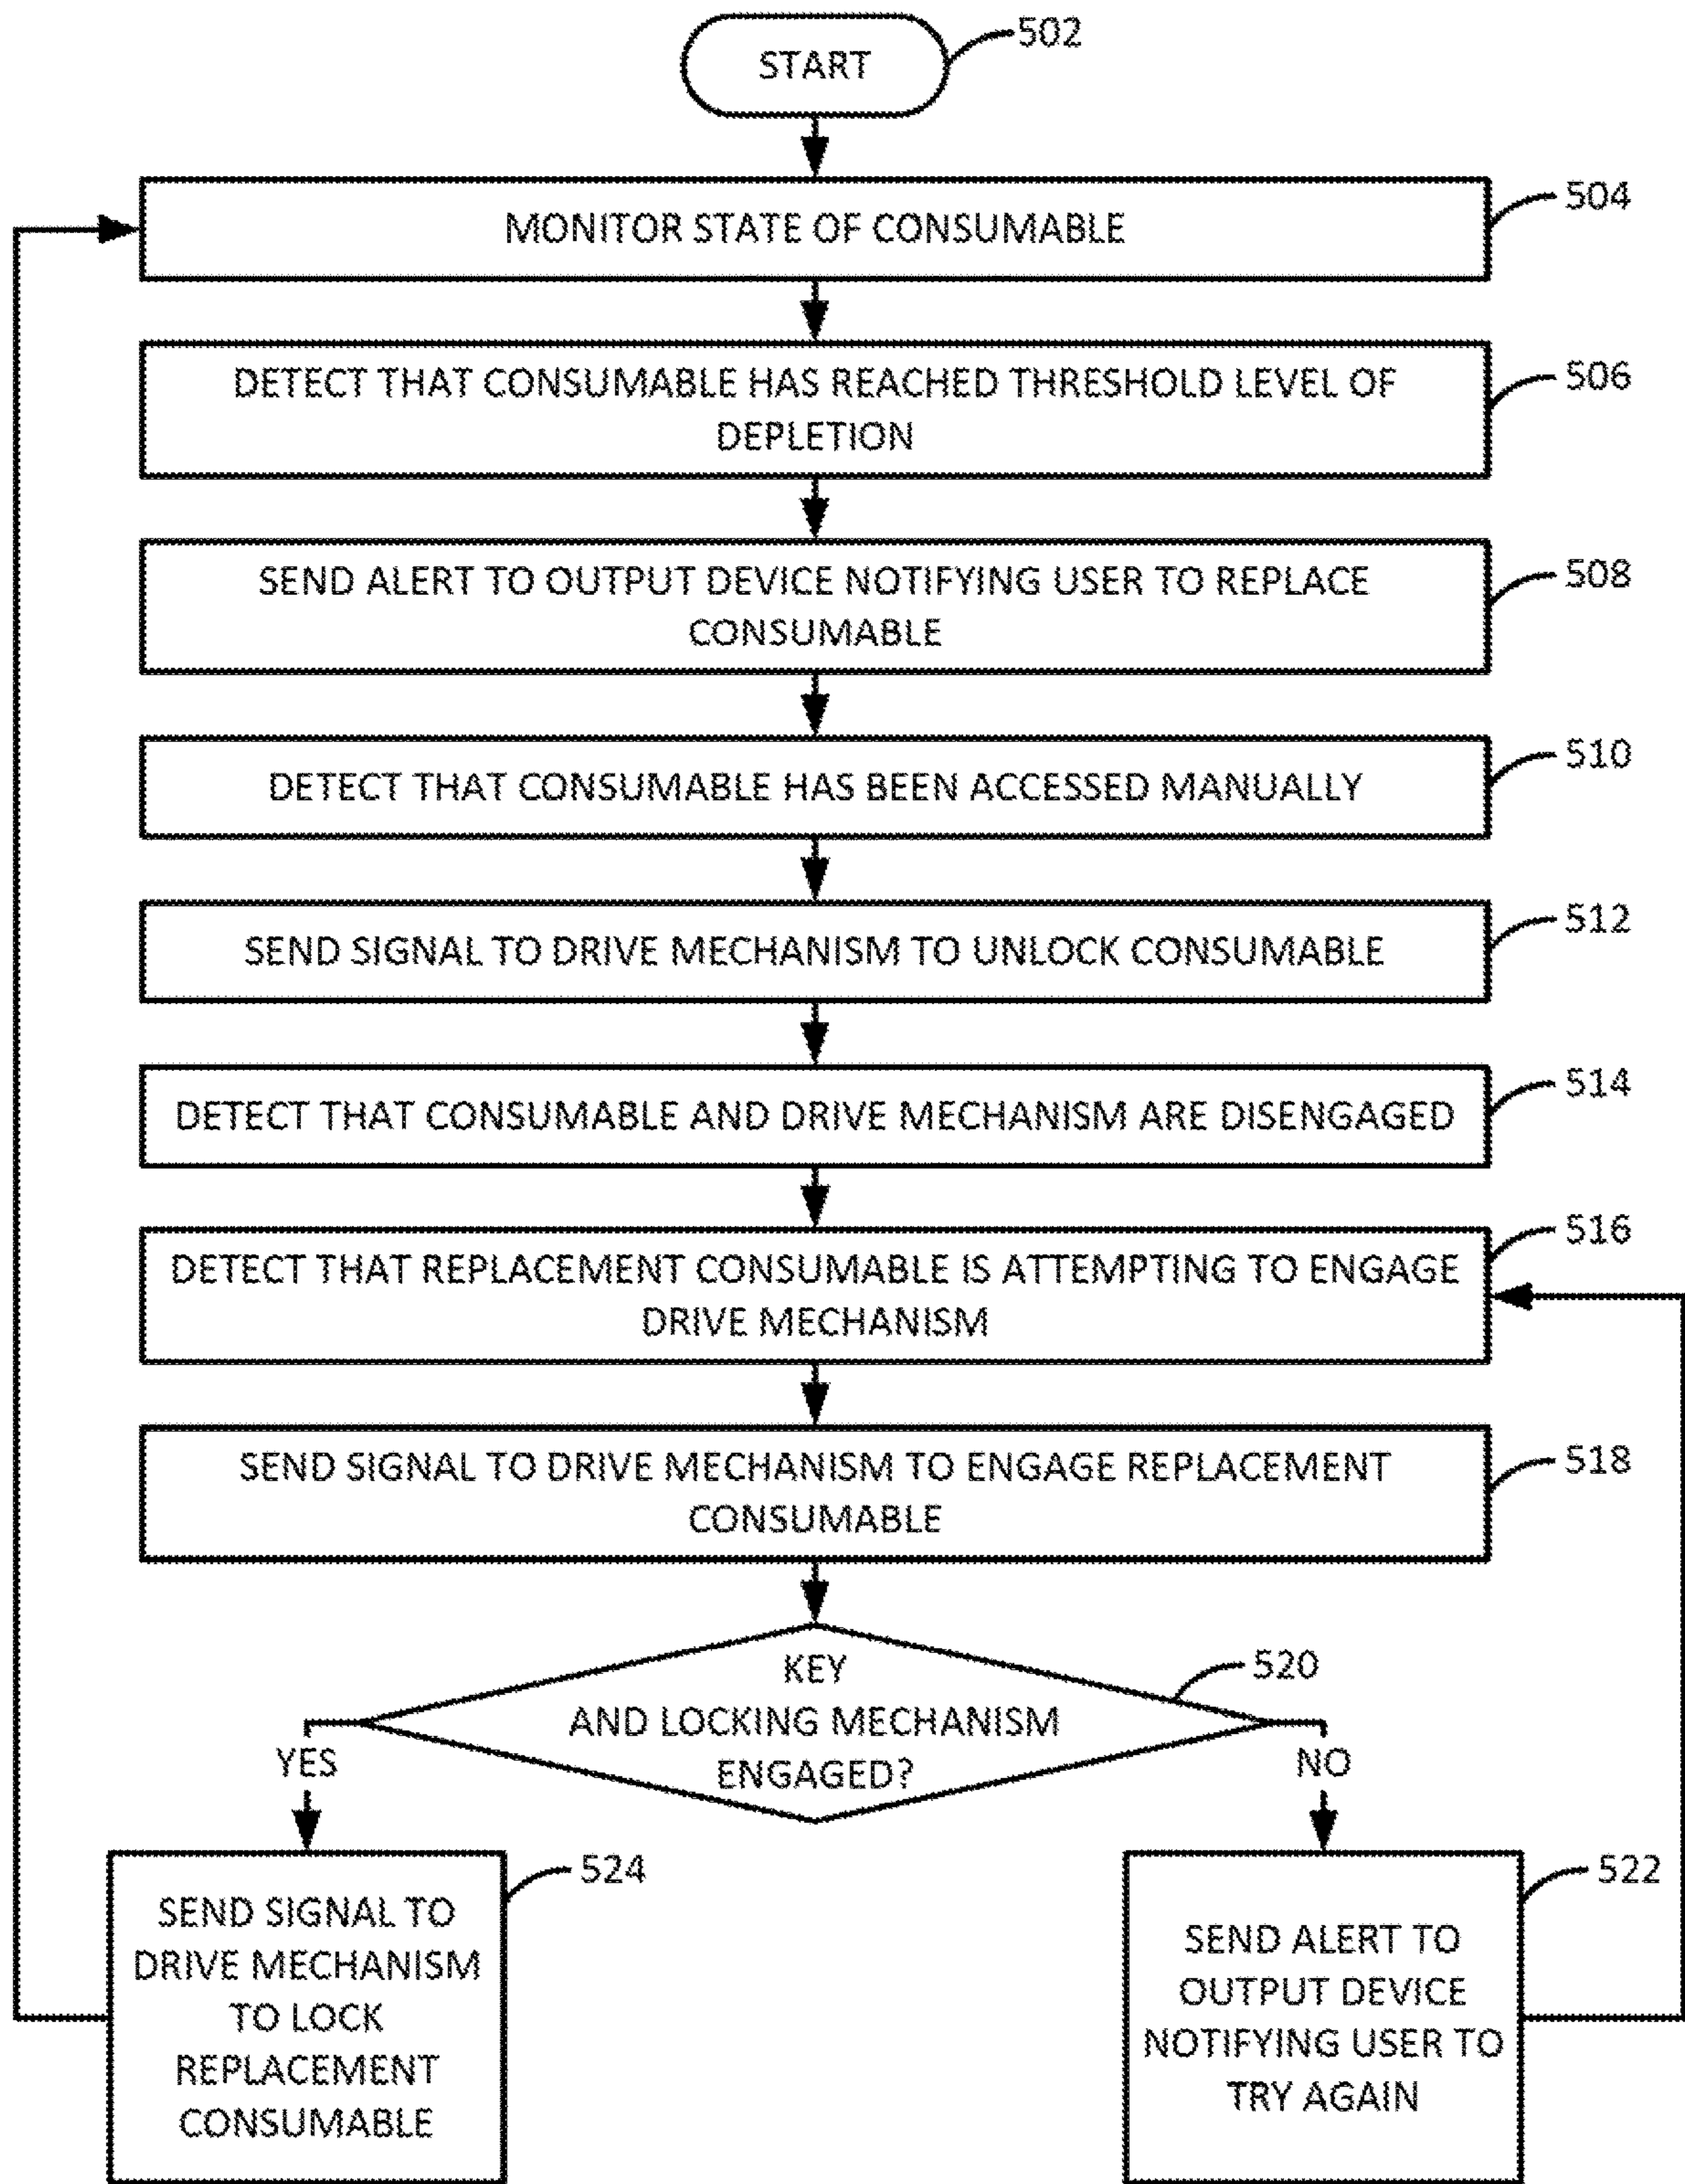 START
502
MONITOR STATE OF CONSUMABLE
504
DETECT THAT CONSUMABLE HAS REACHED THRESHOLD LEVEL OF
DEPLETION
506
SEND ALERT TO OUTPUT DEVICE NOTIFYING USER TO REPLACE
CONSUMABLE
508
DETECT THAT CONSUMABLE HAS BEEN ACCESSED MANUALLY
510
SEND SIGNAL TO DRIVE MECHANISM TO UNLOCK CONSUMABLE
512
DETECT THAT CONSUMABLE AND DRIVE MECHANISM ARE DISENGAGED
514
DETECT THAT REPLACEMENT CONSUMABLE IS ATTEMPTING TO ENGAGE
DRIVE MECHANISM
516
SEND SIGNAL TO DRIVE MECHANISM TO ENGAGE REPLACEMENT
CONSUMABLE
518
KEY
AND LOCKING MECHANISM
ENGAGED?
520
YES
NO
SEND SIGNAL TO
DRIVE MECHANISM
TO LOCK
REPLACEMENT
CONSUMABLE
524
SEND ALERT TO
OUTPUT DEVICE
NOTIFYING USER TO
TRY AGAIN
522